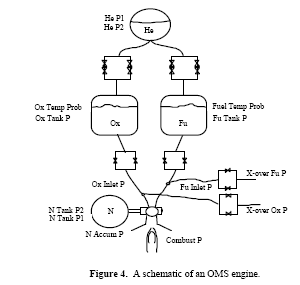 He P1
He P2
He
Ox Temp Prob
Ox Tank P
Ox
Fu
Fuel Temp Prob
Fu Tank P
Ox Inlet P
Fu Inlet P
X-over Fu P
N Tank P2
N Tank P1
N
X-over Ox P
N Accum P
Combust P
Figure 4. A schematic of an OMS engine.